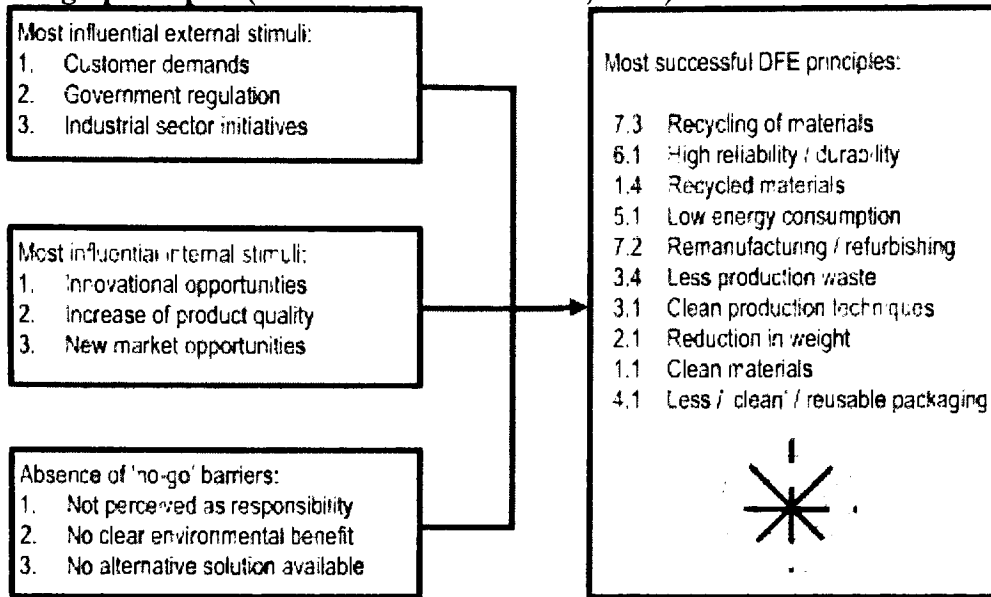 Most influential external stimuli:
1. Customer demands
2. Government regulation
3. Industrial sector initiatives
Most influential internal stimuli:
1. Innovational opportunities
2. Increase of product quality
3. New market opportunities
Absence of 'no-go' barriers:
1. Not perceived as responsibility
2. No clear environmental benefit
3. No alternative solution available
Most successful DFE principles:
7.3 Recycling of materials
6.1 High reliability / durability
1.4 Recycled materials
5.1 Low energy consumption
7.2 Remanufacturing / refurbishing
3.4 Less production waste
3.1 Clean production techniques
2.1 Reduction in weight
1.1 Clean materials
4.1 Less / 'clean' / reusable packaging